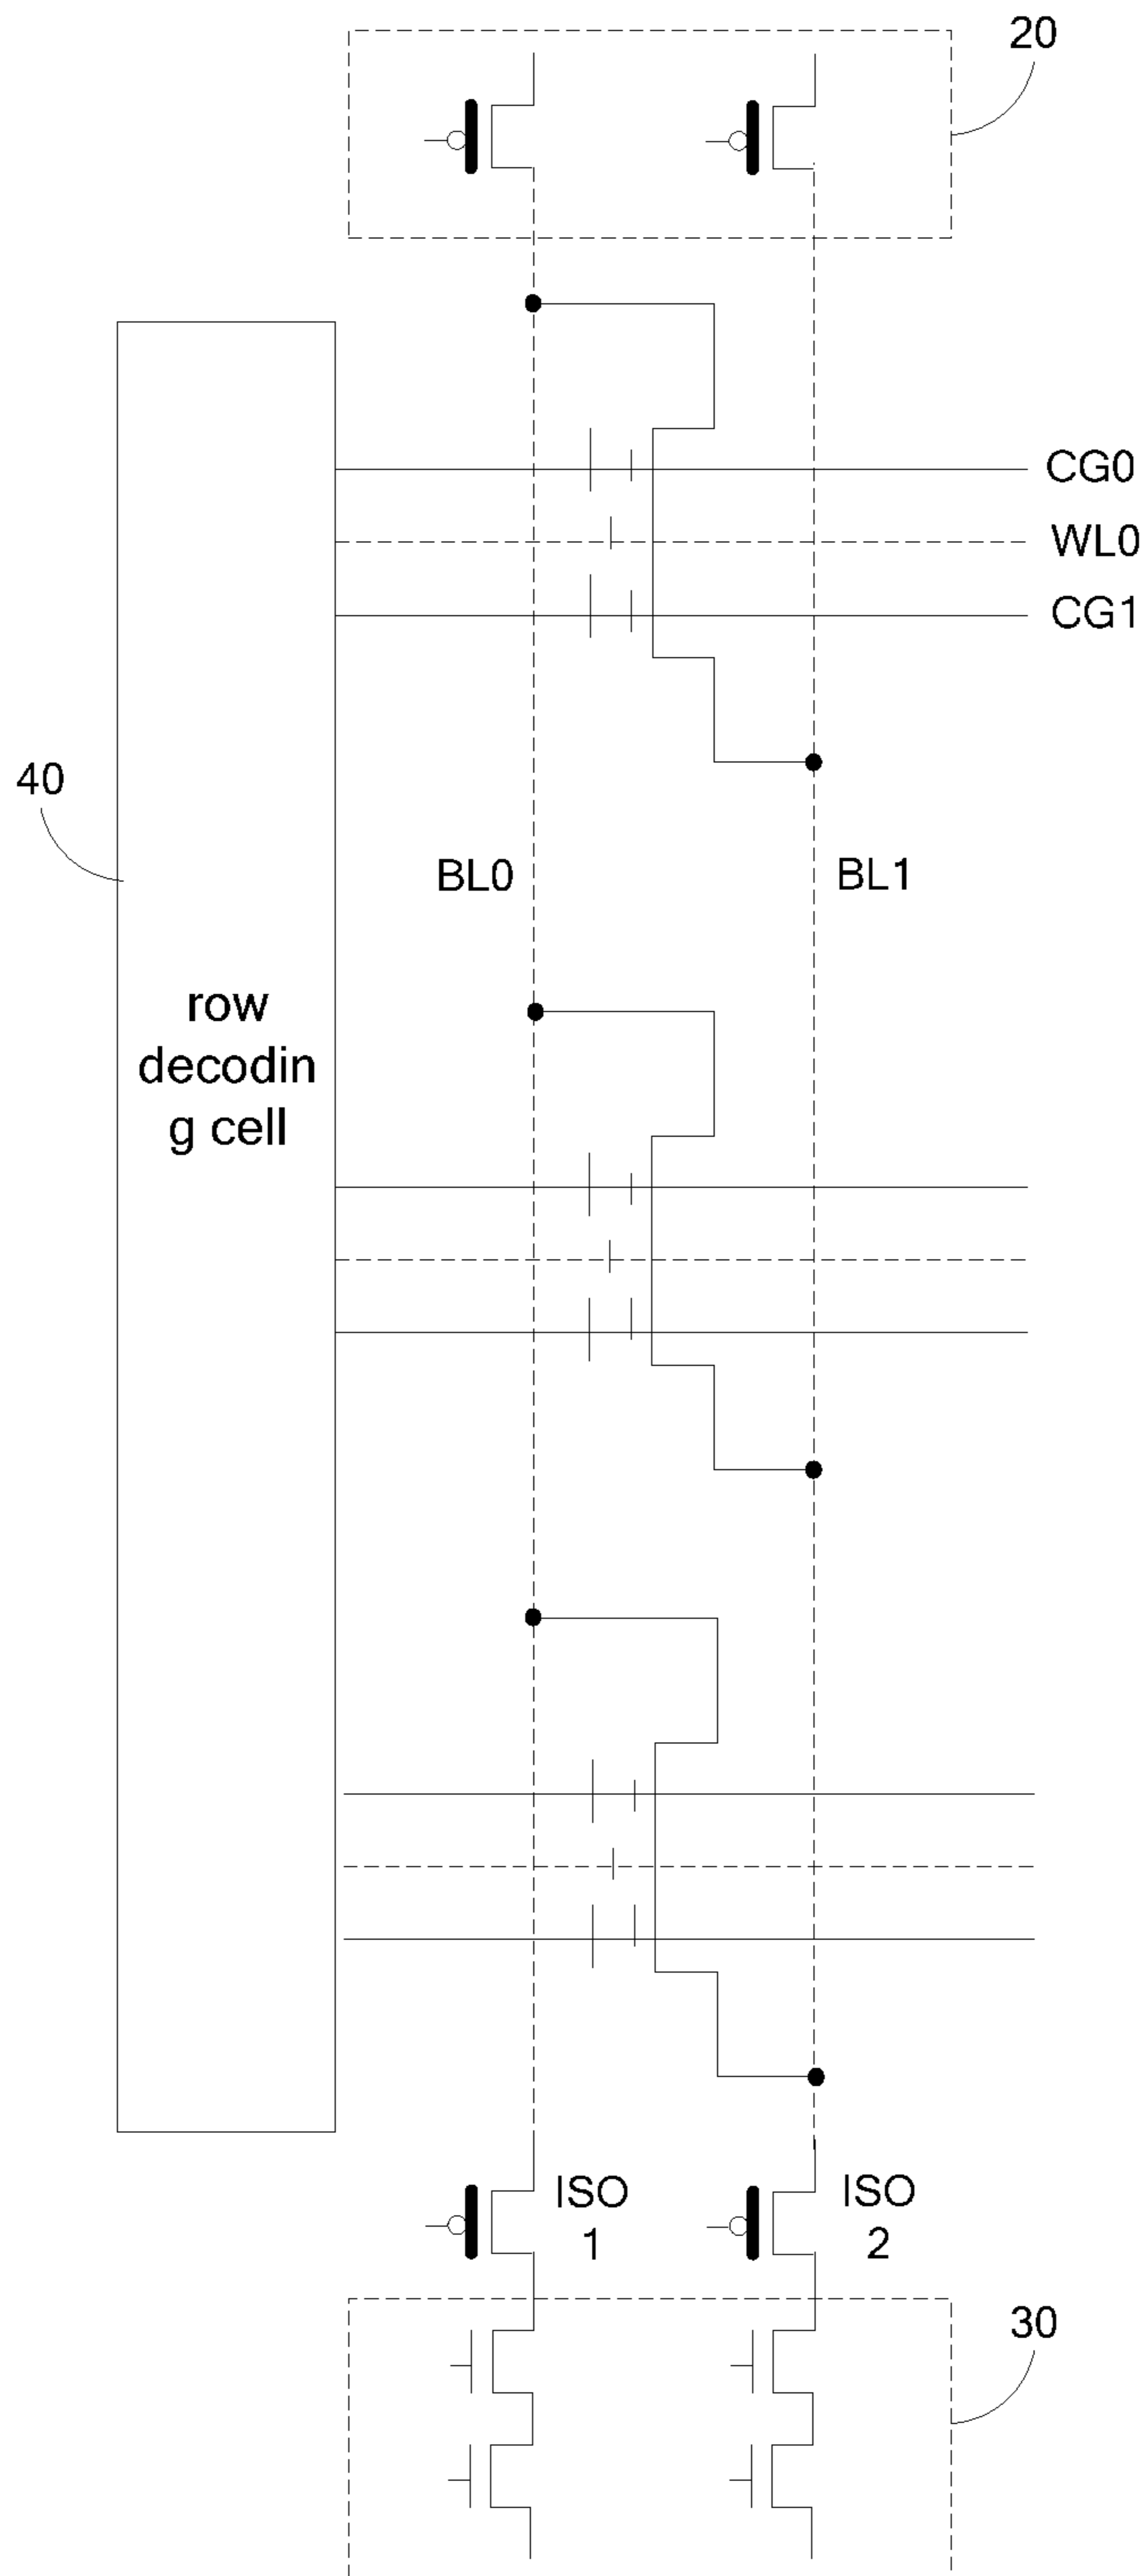 20
CG0
WL0
CG1
40
BL0
BL1
row
decodin
g cell
ISO
1
ISO
2
30